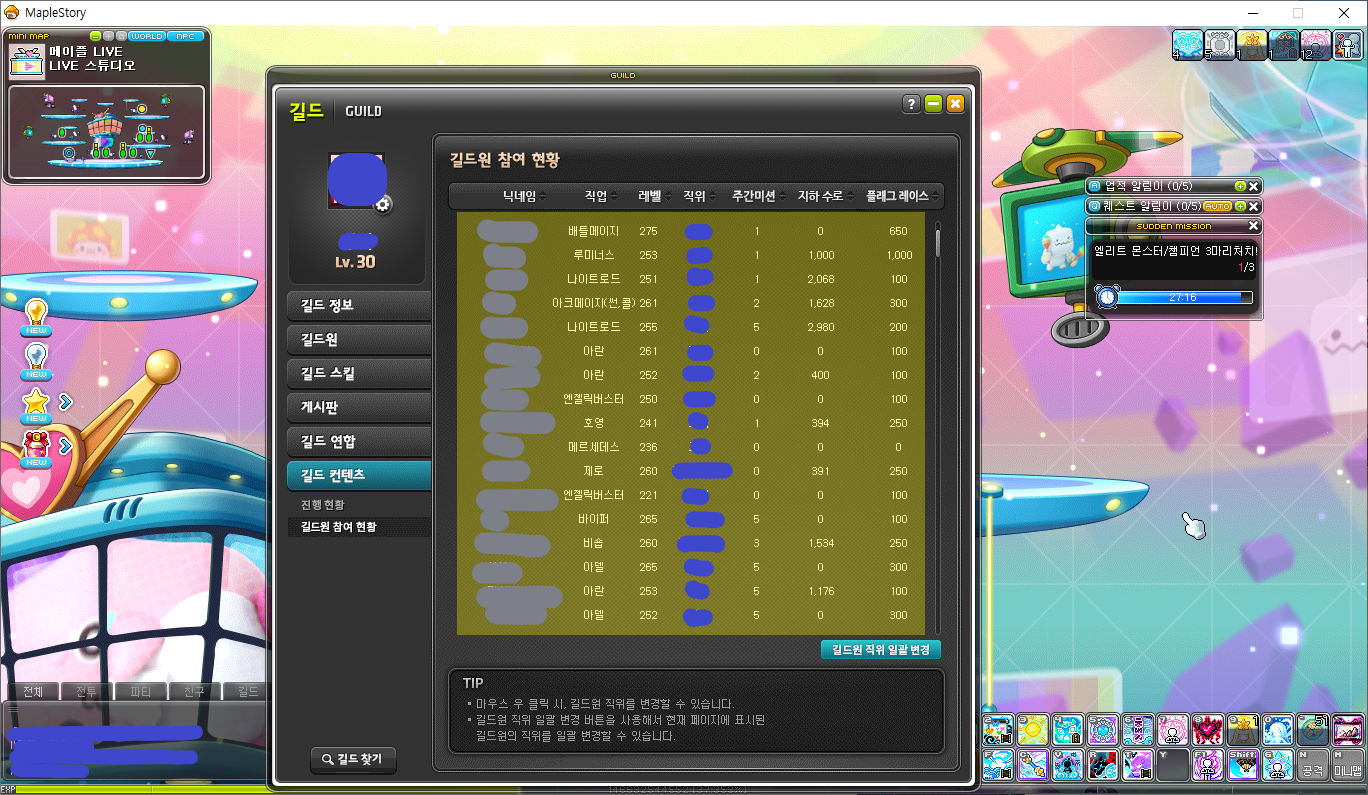 MapleStory
MINI MAP WORLD NPC
메이플 LIVE
LIVE 스튜디오
4 5 1 1 12
GUILD
길드 GUILD
?
Lv. 30
길드 정보
길드원
길드 스킬
게시판
길드 연합
길드 컨텐츠
진행 현황
길드원 참여 현황
길드 찾기
길드원 참여 현황
닉네임 직업 레벨 직위 주간미션 지하 수로 플래그 레이스
배틀메이지 275 1 0 650
루미너스 253 1 1,000 1,000
나이트로드 251 1 2,068 100
아크메이지(썬,콜) 261 2 1,628 300
나이트로드 255 5 2,980 200
아란 261 0 0 100
아란 252 2 400 100
엔젤릭버스터 250 0 0 100
호영 241 1 394 250
메르세데스 236 0 0 0
제로 260 0 391 250
엔젤릭버스터 221 0 0 100
바이퍼 265 5 0 100
비숍 260 3 1,534 250
아델 265 5 0 300
아란 253 5 1,176 100
아델 252 5 0 300
길드원 직위 일괄 변경
TIP
• 마우스 우 클릭 시, 길드원 직위를 변경할 수 있습니다.
• 길드원 직위 일괄 변경 버튼을 사용해서 현재 페이지에 표시된
길드원의 직위를 일괄 변경할 수 있습니다.
업적 알림이 (0/5)
퀘스트 알림이 (0/5) AUTO
SUDDEN MISSION
엘리트 몬스터/챔피언 3마리처치!
1/3
27:16
NEW
NEW
NEW
NEW
전체 전투 파티 친구 길드
Shift
공격 미니맵
EXP